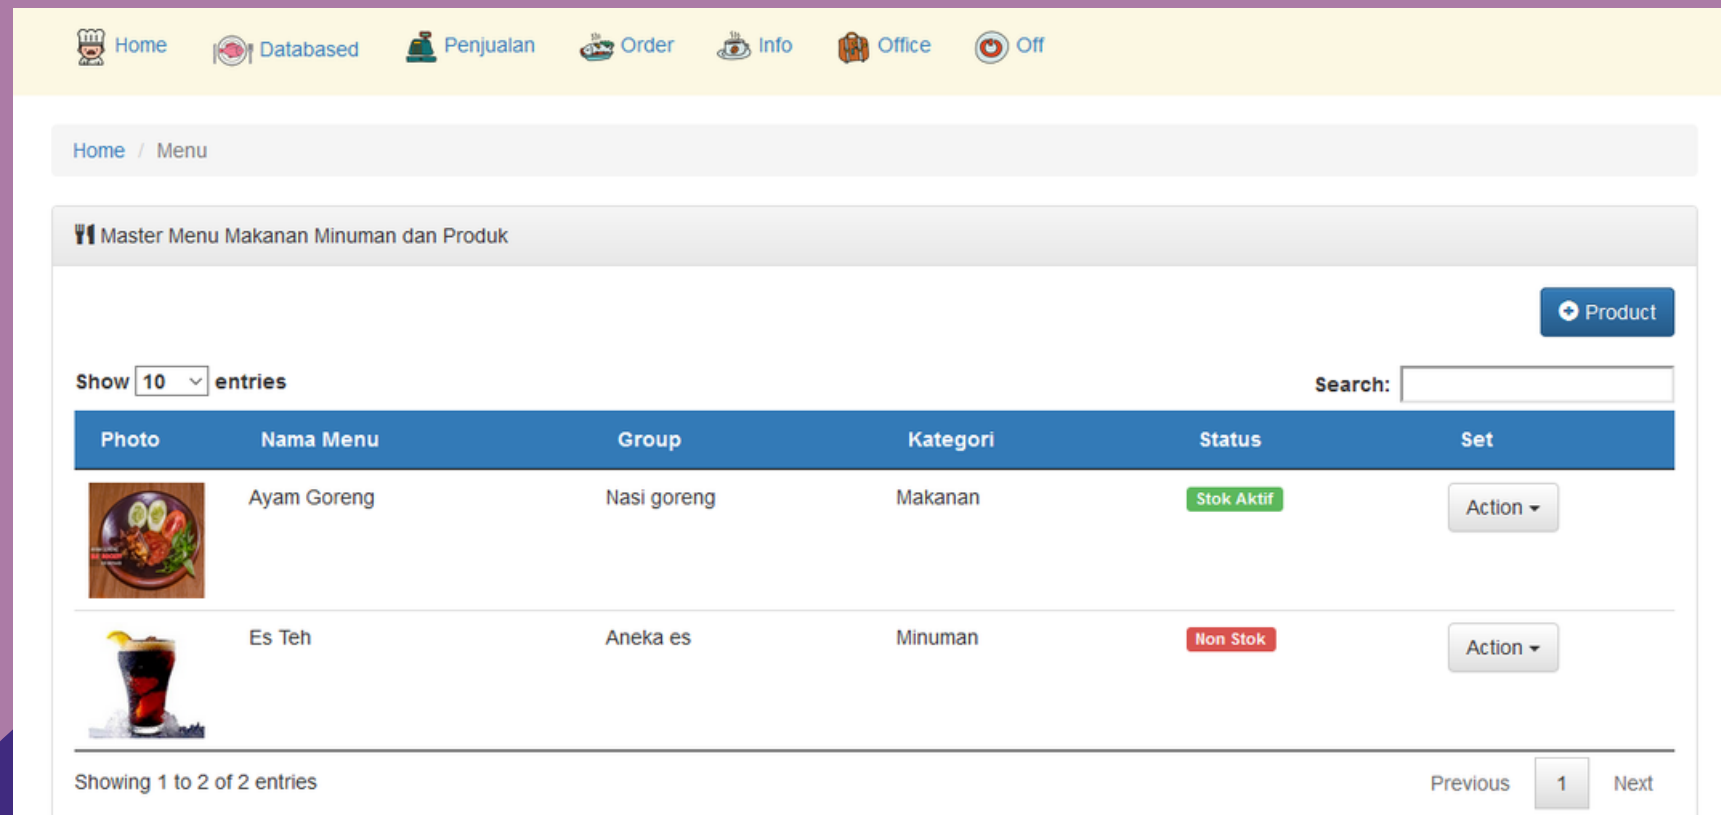 Home Databased Penjualan Order Info Office Off
Home / Menu
Master Menu Makanan Minuman dan Produk
Product
Show 10 entries Search:
Photo Nama Menu Group Kategori Status Set
Ayam Goreng Nasi goreng Makanan Stok Aktif Action
Es Teh Aneka es Minuman Non Stok Action
Showing 1 to 2 of 2 entries Previous 1 Next